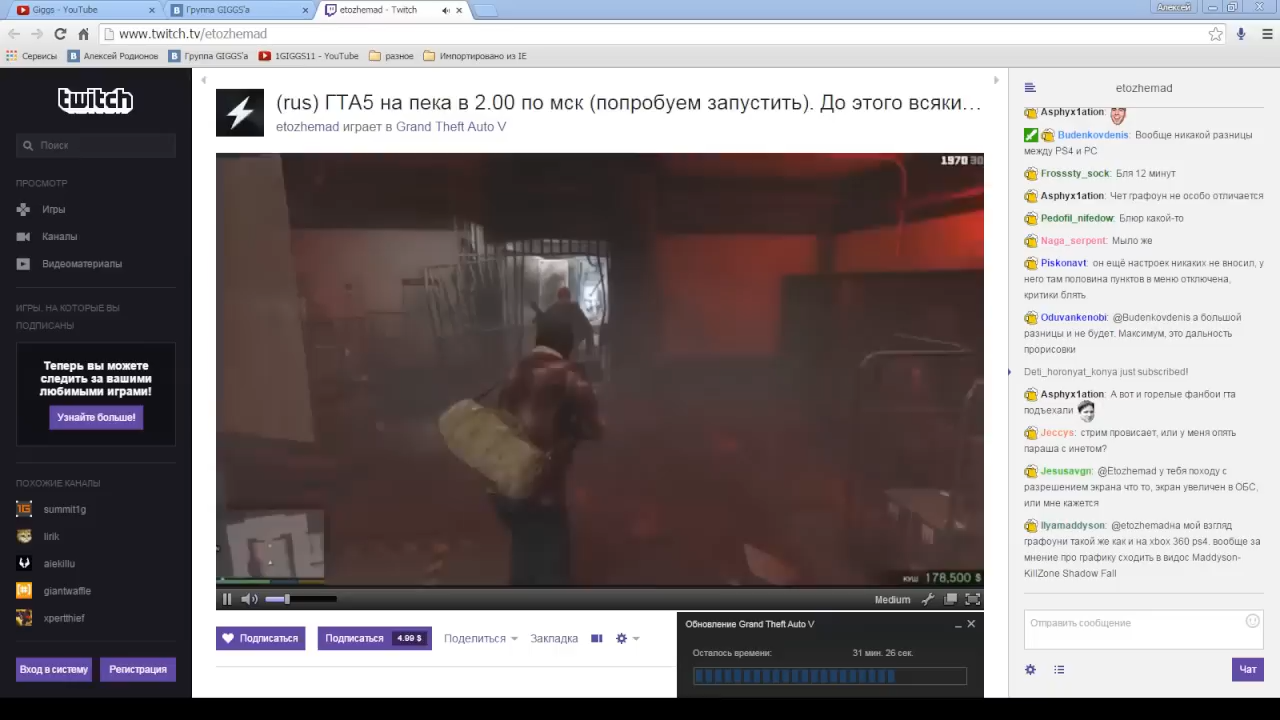 Giggs - YouTube
Группа GIGGS'a
etozhemad - Twitch
Алексей
www.twitch.tv/etozhemad
Сервисы
Алексей Родионов
Группа GIGGS'a
1GIGGS11 - YouTube
разное
Импортировано из IE
twitch
Поиск
ПРОСМОТР
Игры
Каналы
Видеоматериалы
ИГРЫ, НА КОТОРЫЕ ВЫ
ПОДПИСАНЫ
Теперь вы можете
следить за вашими
любимыми играми!
Узнайте больше!
ПОХОЖИЕ КАНАЛЫ
summit1g
lirik
aiekillu
giantwaffle
xpertthief
Вход в систему
Регистрация
(rus) ГТА5 на пека в 2.00 по мск (попробуем запустить). До этого всяки...
etozhemad играет в Grand Theft Auto V
1970 30
куш 178,500 $
Medium
Подписаться
Подписаться 4.99 $
Поделиться
Закладка
Обновление Grand Theft Auto V
Осталось времени: 31 мин. 26 сек.
etozhemad
Asphyx1ation:
Budenkovdenis: Вообще никакой разницы
между PS4 и PC
Frosssty_sock: Бля 12 минут
Asphyx1ation: Чет графоун не особо отличается
Pedofil_nifedow: Блюр какой-то
Naga_serpent: Мыло же
Piskonavt: он ещё настроек никаких не вносил, у
него там половина пунктов в меню отключена,
критики блять
Oduvankenobi: @Budenkovdenis а большой
разницы и не будет. Максимум, это дальность
прорисовки
Deti_horonyat_konya just subscribed!
Asphyx1ation: А вот и горелые фанбои гта
подъехали
Jeccys: стрим провисает, или у меня опять
параша с инетом?
Jesusavgn: @Etozhemad у тебя походу с
разрешением экрана что то, экран увеличен в ОБС,
или мне кажется
Ilyamaddyson: @etozhemadна мой взгляд
графоуни такой же как и на xbox 360 ps4. вообще за
мнение про графику сходить в видос Maddyson-
KillZone Shadow Fall
Отправить сообщение
Чат